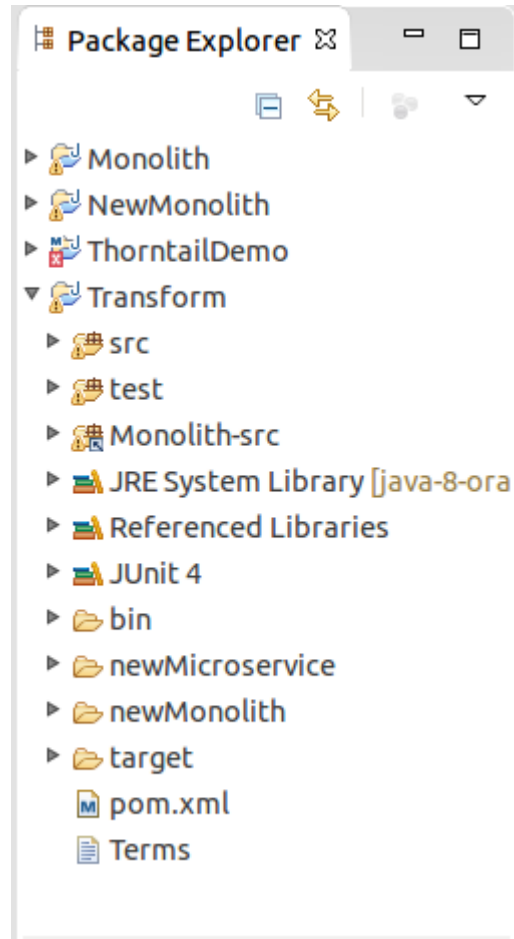 Package Explorer
Monolith
NewMonolith
ThorntailDemo
Transform
src
test
Monolith-src
JRE System Library [java-8-ora
Referenced Libraries
JUnit 4
bin
newMicroservice
newMonolith
target
pom.xml
Terms